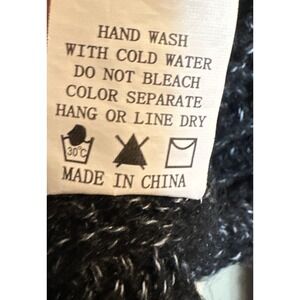 HAND WASH
WITH COLD WATER
DO NOT BLEACH
COLOR SEPARATE
HANG OR LINE DRY
30°C
MADE IN CHINA